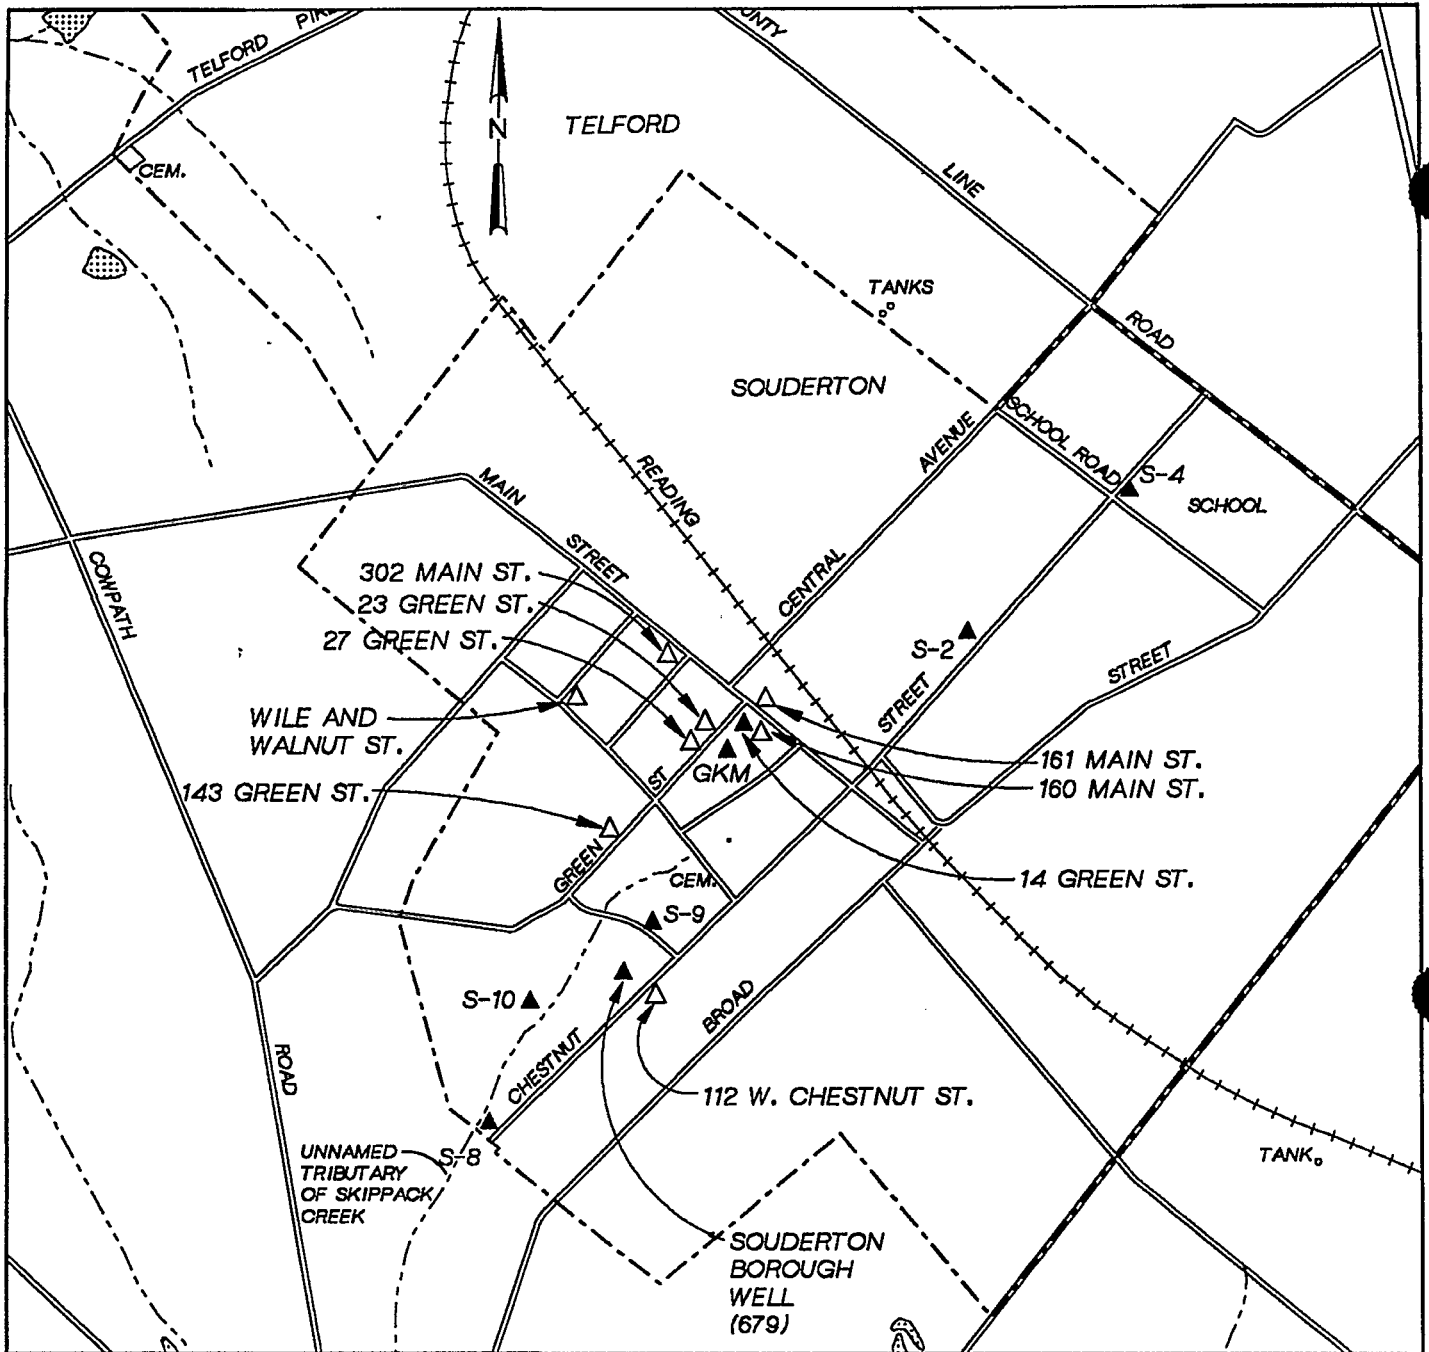 TELFORD PIKE
UNTY
N
TELFORD
CEM.
LINE
TANKS
ROAD
SOUDERTON
SCHOOL ROAD
AVENUE
S-4
SCHOOL
READING
MAIN
STREET
CENTRAL
COWPATH
302 MAIN ST.
23 GREEN ST.
27 GREEN ST.
S-2
STREET
STREET
WILE AND
WALNUT ST.
161 MAIN ST.
GKM
ST
160 MAIN ST.
143 GREEN ST.
GREEN
CEM.
14 GREEN ST.
S-9
S-10
BROAD
CHESTNUT
ROAD
112 W. CHESTNUT ST.
S-8
UNNAMED
TRIBUTARY
OF SKIPPACK
CREEK
TANK
SOUDERTON
BOROUGH
WELL
(679)